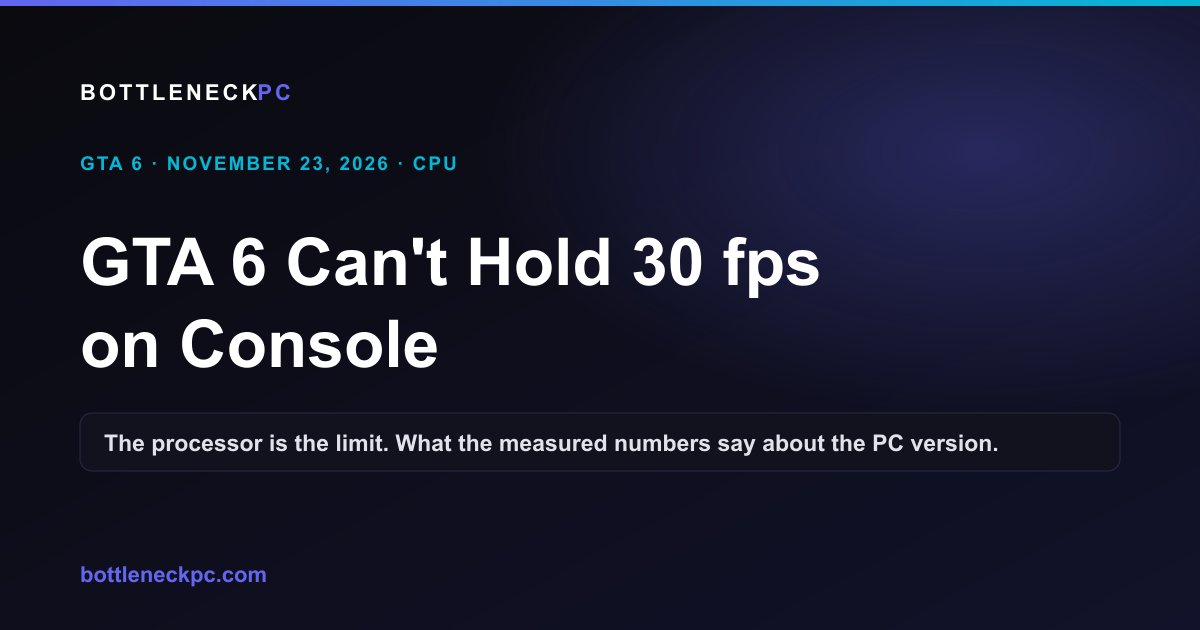 BOTTLENECKPC
GTA 6 · NOVEMBER 23, 2026 · CPU
GTA 6 Can't Hold 30 fps
on Console
The processor is the limit. What the measured numbers say about the PC version.
bottleneckpc.com